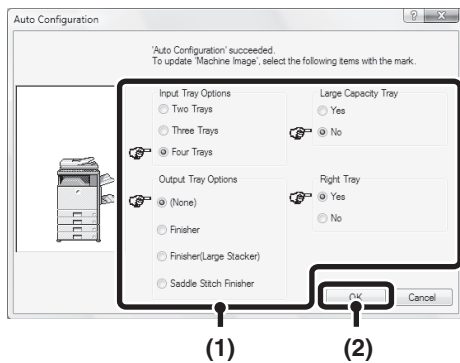 Auto Configuration
'Auto Configuration' succeeded.
To update 'Machine Image', select the following items with the mark.
Input Tray Options
Two Trays
Three Trays
Four Trays
Large Capacity Tray
Yes
No
Output Tray Options
(None)
Finisher
Finisher(Large Stacker)
Saddle Stitch Finisher
Right Tray
Yes
No
OK
Cancel
(1)
(2)